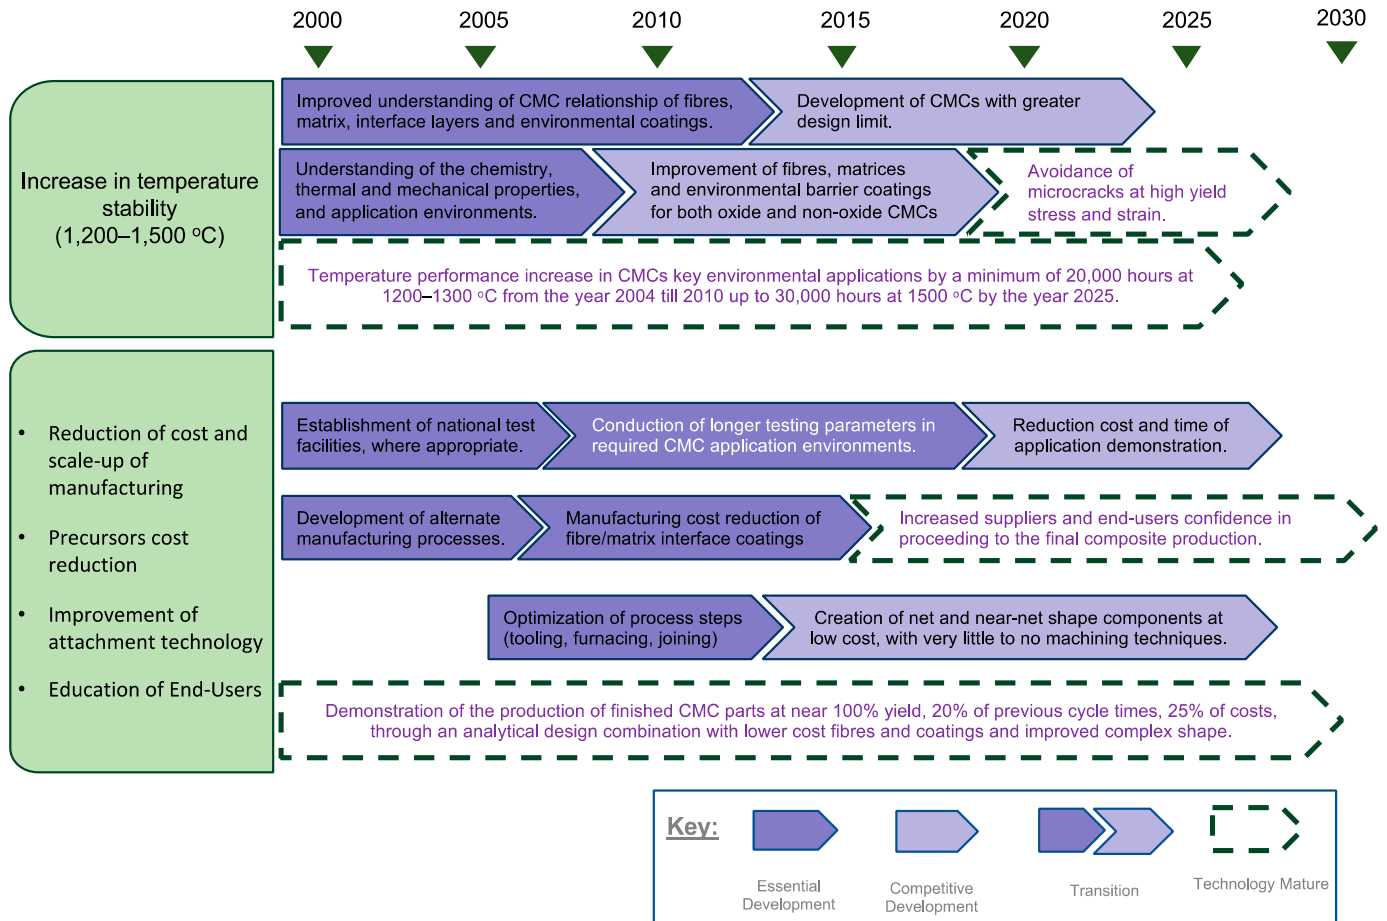 2000 2005 2010 2015 2020 2025 2030
Increase in temperature
stability
(1,200–1,500 ºC)
Improved understanding of CMC relationship of fibres,
matrix, interface layers and environmental coatings.
Development of CMCs with greater
design limit.
Understanding of the chemistry,
thermal and mechanical properties,
and application environments.
Improvement of fibres, matrices
and environmental barrier coatings
for both oxide and non-oxide CMCs
Avoidance of
microcracks at high yield
stress and strain.
Temperature performance increase in CMCs key environmental applications by a minimum of 20,000 hours at
1200–1300 ºC from the year 2004 till 2010 up to 30,000 hours at 1500 ºC by the year 2025.
• Reduction of cost and
scale-up of
manufacturing
• Precursors cost
reduction
• Improvement of
attachment technology
• Education of End-Users
Establishment of national test
facilities, where appropriate.
Conduction of longer testing parameters in
required CMC application environments.
Reduction cost and time of
application demonstration.
Development of alternate
manufacturing processes.
Manufacturing cost reduction of
fibre/matrix interface coatings
Increased suppliers and end-users confidence in
proceeding to the final composite production.
Optimization of process steps
(tooling, furnacing, joining)
Creation of net and near-net shape components at
low cost, with very little to no machining techniques.
Demonstration of the production of finished CMC parts at near 100% yield, 20% of previous cycle times, 25% of costs,
through an analytical design combination with lower cost fibres and coatings and improved complex shape.
Key:
Essential
Development
Competitive
Development
Transition
Technology Mature